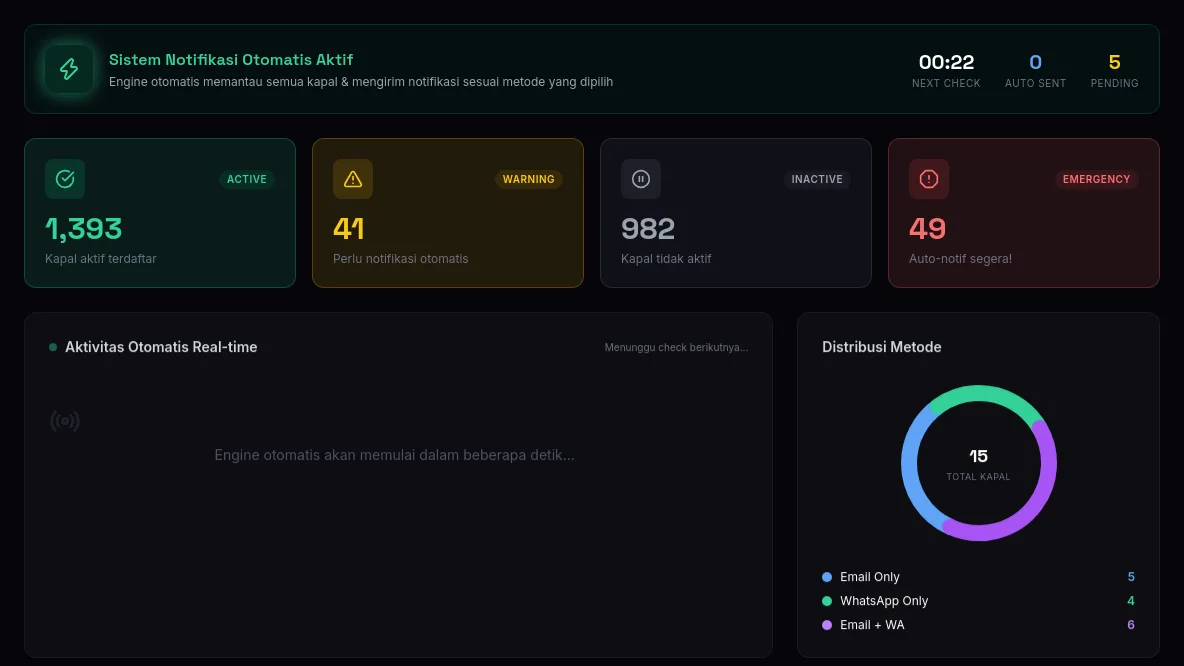 Sistem Notifikasi Otomatis Aktif
Engine otomatis memantau semua kapal & mengirim notifikasi sesuai metode yang dipilih
00:22
NEXT CHECK
0
AUTO SENT
5
PENDING
ACTIVE
1,393
Kapal aktif terdaftar
WARNING
41
Perlu notifikasi otomatis
INACTIVE
982
Kapal tidak aktif
EMERGENCY
49
Auto-notif segera!
Aktivitas Otomatis Real-time
Menunggu check berikutnya...
Engine otomatis akan memulai dalam beberapa detik...
Distribusi Metode
15
TOTAL KAPAL
Email Only 5
WhatsApp Only 4
Email + WA 6